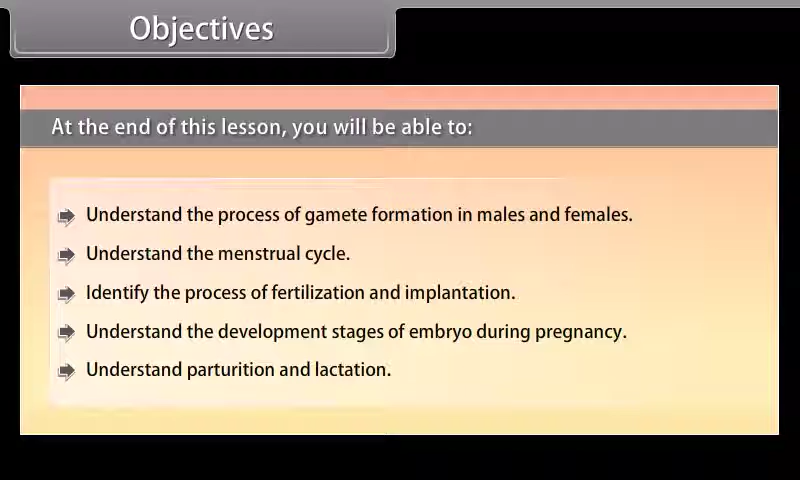 Objectives
At the end of this lesson, you will be able to:
Understand the process of gamete formation in males and females.
Understand the menstrual cycle.
Identify the process of fertilization and implantation.
Understand the development stages of embryo during pregnancy.
Understand parturition and lactation.